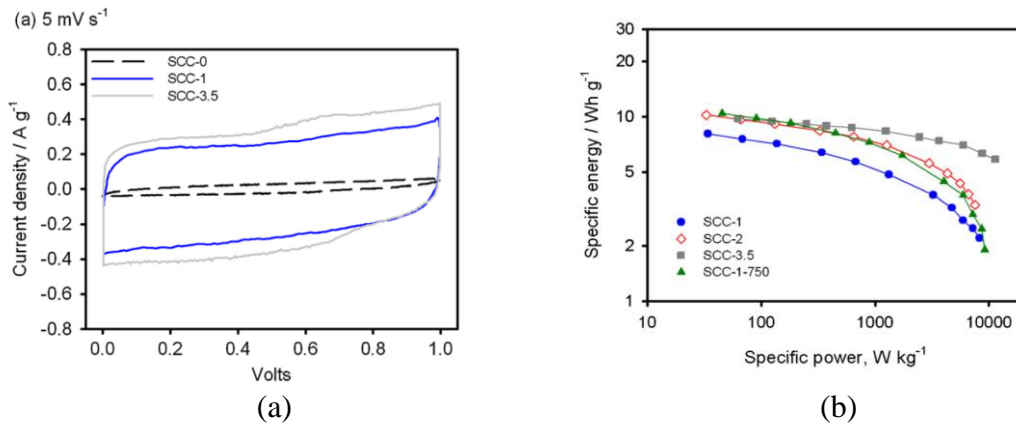 (a) 5 mV s⁻¹
0.8
0.6
0.4
0.2
0.0
-0.2
-0.4
-0.6
-0.8
Current density / A g⁻¹
SCC-0
SCC-1
SCC-3.5
0.0 0.2 0.4 0.6 0.8 1.0
Volts
(a)
30
20
10
5
2
1
Specific energy / Wh g⁻¹
SCC-1
SCC-2
SCC-3.5
SCC-1-750
10 100 1000 10000
Specific power, W kg⁻¹
(b)